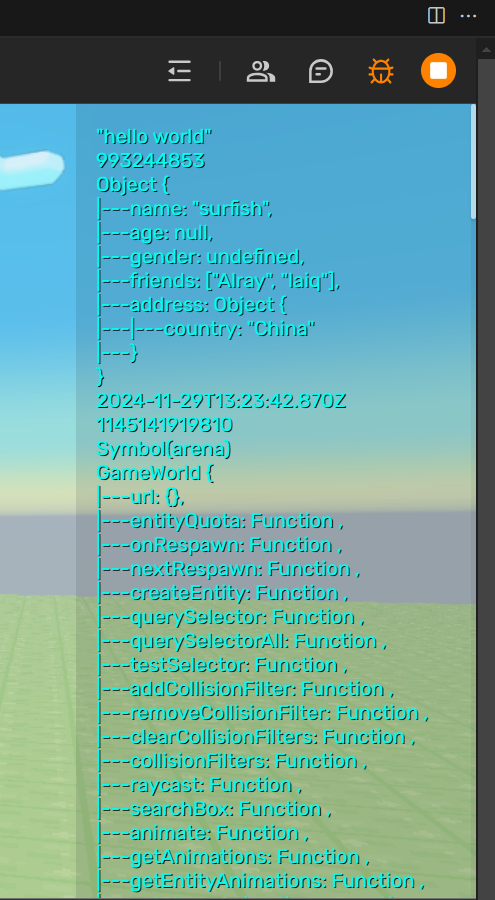 "hello world"
993244853
Object {
|---name: "surfish",
|---age: null,
|---gender: undefined,
|---friends: ["Alray", "laiq"],
|---address: Object {
|---|---country: "China"
|---}
}
2024-11-29T13:23:42.870Z
1145141919810
Symbol(arena)
GameWorld {
|---url: {},
|---entityQuota: Function ,
|---onRespawn: Function ,
|---nextRespawn: Function ,
|---createEntity: Function ,
|---querySelector: Function ,
|---querySelectorAll: Function ,
|---testSelector: Function ,
|---addCollisionFilter: Function ,
|---removeCollisionFilter: Function ,
|---clearCollisionFilters: Function ,
|---collisionFilters: Function ,
|---raycast: Function ,
|---searchBox: Function ,
|---animate: Function ,
|---getAnimations: Function ,
|---getEntityAnimations: Function ,